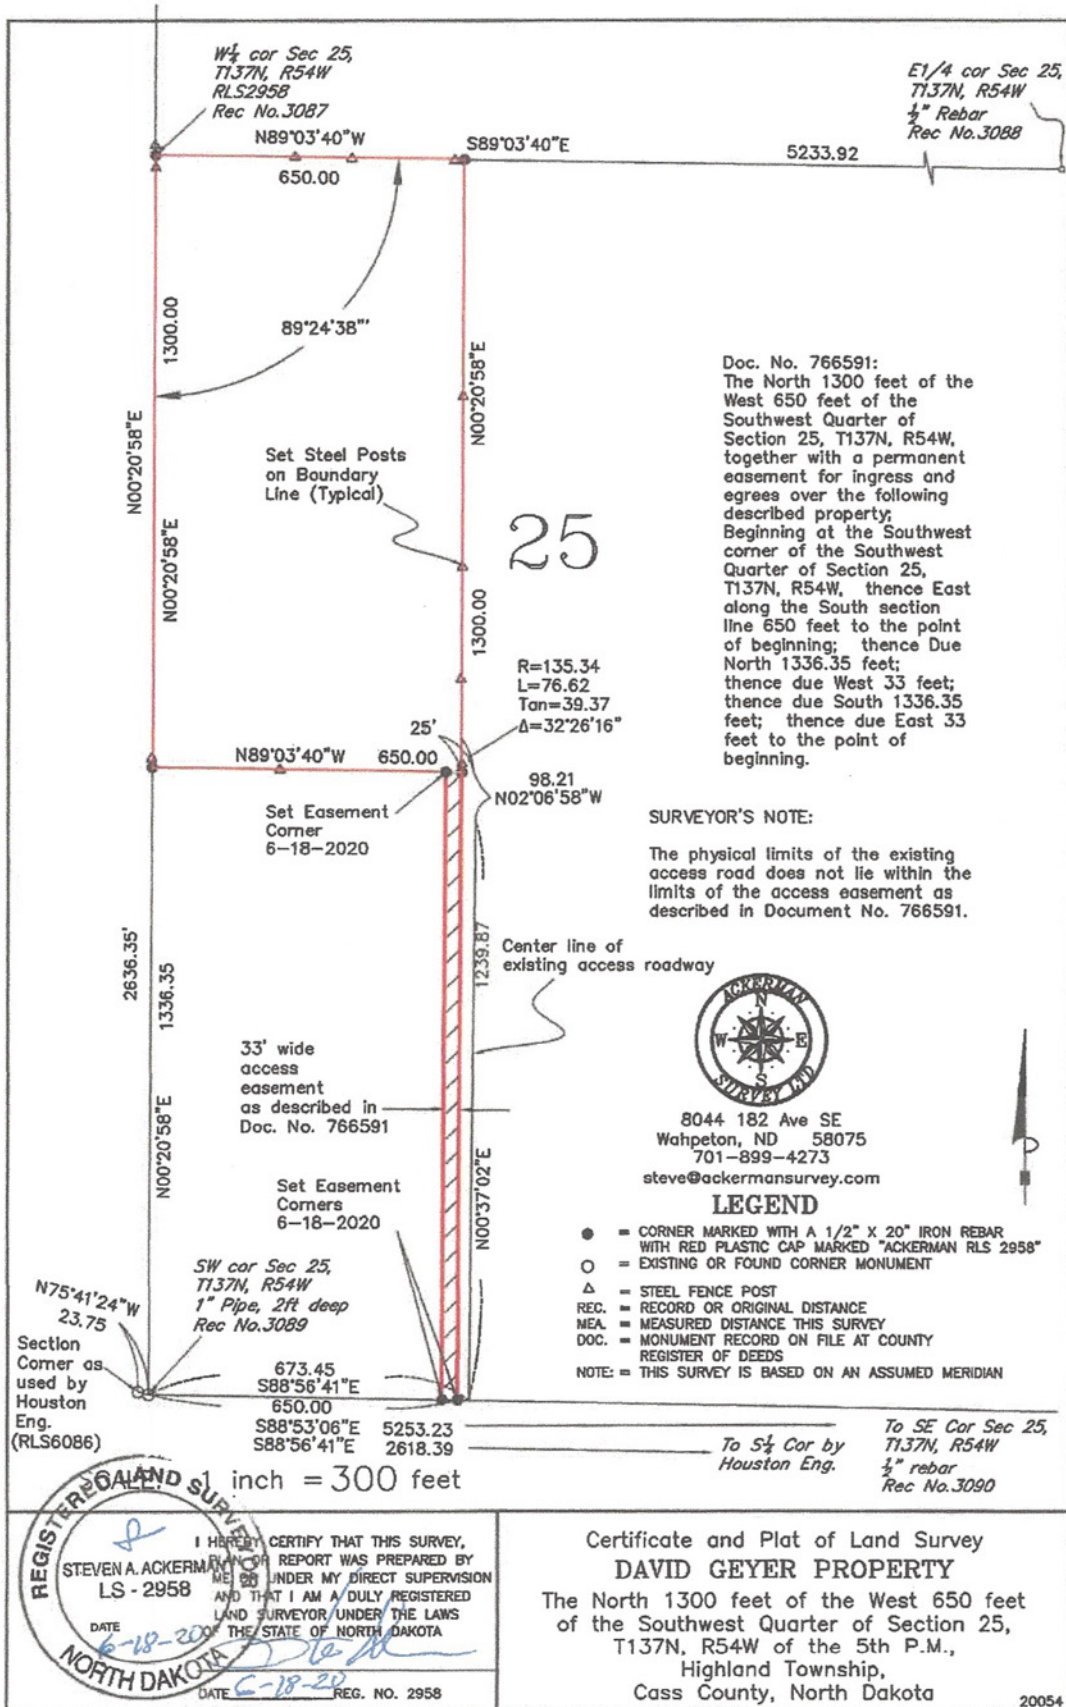 W¼ cor Sec 25,
T137N, R54W
RLS2958
Rec No.3087
E1/4 cor Sec 25,
T137N, R54W
½" Rebar
Rec No.3088
N89°03'40"W
650.00
S89°03'40"E
5233.92
1300.00
89°24'38"'
N00°20'58"E
N00°20'58"E
N00°20'58"E
Set Steel Posts
on Boundary
Line (Typical)
25
1300.00
Doc. No. 766591:
The North 1300 feet of the
West 650 feet of the
Southwest Quarter of
Section 25, T137N, R54W,
together with a permanent
easement for ingress and
egrees over the following
described property;
Beginning at the Southwest
corner of the Southwest
Quarter of Section 25,
T137N, R54W, thence East
along the South section
line 650 feet to the point
of beginning; thence Due
North 1336.35 feet;
thence due West 33 feet;
thence due South 1336.35
feet; thence due East 33
feet to the point of
beginning.
R=135.34
L=76.62
Tan=39.37
Δ=32°26'16"
25'
N89°03'40"W
650.00
98.21
N02°06'58"W
Set Easement
Corner
6-18-2020
SURVEYOR'S NOTE:
The physical limits of the existing
access road does not lie within the
limits of the access easement as
described in Document No. 766591.
2636.35'
1336.35
1239.87
Center line of
existing access roadway
33' wide
access
easement
as described in
Doc. No. 766591
N00°20'58"E
N00°37'02"E
ACKERMAN
N
W E
S
SURVEY LTD
8044 182 Ave SE
Wahpeton, ND 58075
701-899-4273
steve@ackermansurvey.com
Set Easement
Corners
6-18-2020
LEGEND
● = CORNER MARKED WITH A 1/2" X 20" IRON REBAR
WITH RED PLASTIC CAP MARKED "ACKERMAN RLS 2958"
○ = EXISTING OR FOUND CORNER MONUMENT
△ = STEEL FENCE POST
REC. = RECORD OR ORIGINAL DISTANCE
MEA. = MEASURED DISTANCE THIS SURVEY
DOC. = MONUMENT RECORD ON FILE AT COUNTY
REGISTER OF DEEDS
NOTE: = THIS SURVEY IS BASED ON AN ASSUMED MERIDIAN
SW cor Sec 25,
T137N, R54W
1" Pipe, 2ft deep
Rec No.3089
N75°41'24"W
23.75
Section
Corner as
used by
Houston
Eng.
(RLS6086)
673.45
S88°56'41"E
650.00
S88°53'06"E 5253.23
S88°56'41"E 2618.39
To S¼ Cor by
Houston Eng.
To SE Cor Sec 25,
T137N, R54W
½" rebar
Rec No.3090
SCALE: 1 inch = 300 feet
REGISTERED LAND SURVEYOR
STEVEN A. ACKERMAN
LS - 2958
DATE
6-18-20
NORTH DAKOTA
I HEREBY CERTIFY THAT THIS SURVEY,
PLAN OR REPORT WAS PREPARED BY
ME OR UNDER MY DIRECT SUPERVISION
AND THAT I AM A DULY REGISTERED
LAND SURVEYOR UNDER THE LAWS
OF THE STATE OF NORTH DAKOTA
DATE 6-18-20 REG. NO. 2958
Certificate and Plat of Land Survey
DAVID GEYER PROPERTY
The North 1300 feet of the West 650 feet
of the Southwest Quarter of Section 25,
T137N, R54W of the 5th P.M.,
Highland Township,
Cass County, North Dakota
20054